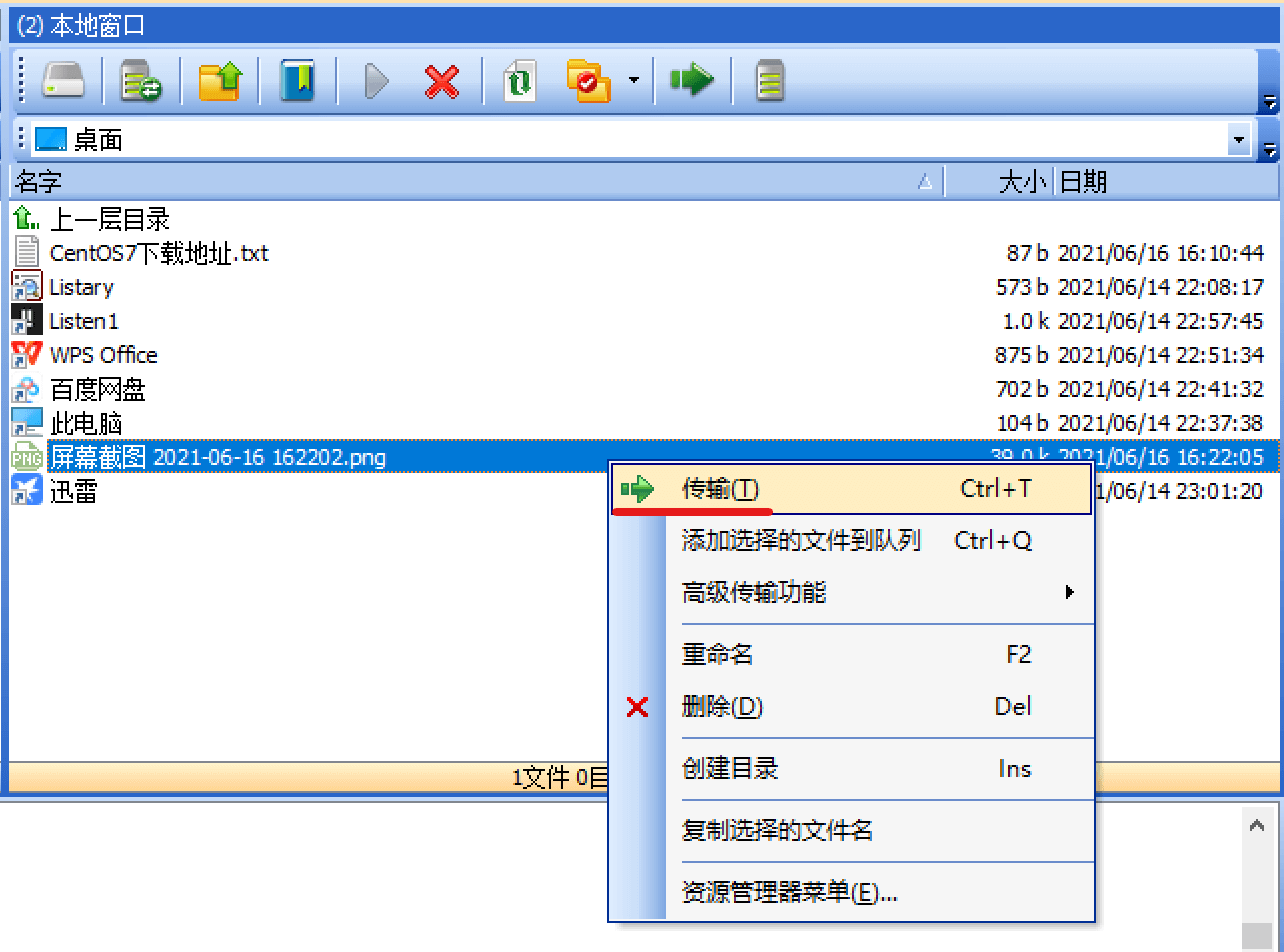 (2) 本地窗口
桌面
名字 大小 日期
上一层目录
CentOS7下载地址.txt 87 b 2021/06/16 16:10:44
Listary 573 b 2021/06/14 22:08:17
Listen1 1.0 k 2021/06/14 22:57:45
WPS Office 875 b 2021/06/14 22:51:34
百度网盘 702 b 2021/06/14 22:41:32
此电脑 104 b 2021/06/14 22:37:38
PNG 屏幕截图 2021-06-16 162202.png 39.0 k 2021/06/16 16:22:05
迅雷 1/06/14 23:01:20
传输(T) Ctrl+T
添加选择的文件到队列 Ctrl+Q
高级传输功能
重命名 F2
删除(D) Del
1文件 0目
创建目录 Ins
复制选择的文件名
资源管理器菜单(E)...